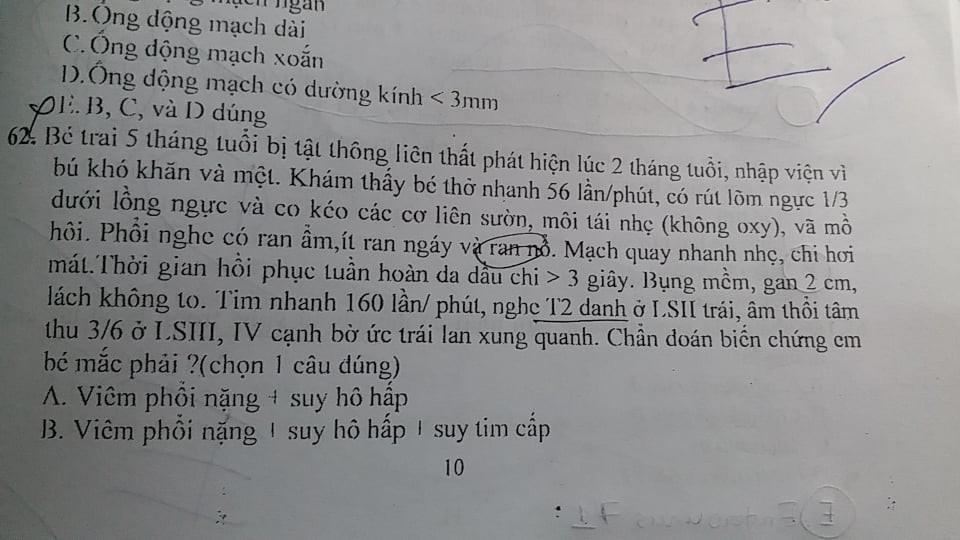 B. Ống động mạch dài
C. Ống động mạch xoắn
D. Ống động mạch có đường kính < 3mm
E. B, C, và D đúng
62. Bé trai 5 tháng tuổi bị tật thông liên thất phát hiện lúc 2 tháng tuổi, nhập viện vì
bú khó khăn và mệt. Khám thấy bé thở nhanh 56 lần/phút, có rút lõm ngực 1/3
dưới lồng ngực và co kéo các cơ liên sườn, môi tái nhẹ (không oxy), vã mồ
hôi. Phổi nghe có ran ẩm,ít ran ngáy và ran nổ. Mạch quay nhanh nhẹ, chi hơi
mát.Thời gian hồi phục tuần hoàn da đầu chi > 3 giây. Bụng mềm, gan 2 cm,
lách không to. Tim nhanh 160 lần/ phút, nghe T2 đanh ở LSII trái, âm thổi tâm
thu 3/6 ở LSIII, IV cạnh bờ ức trái lan xung quanh. Chẩn đoán biến chứng em
bé mắc phải ?(chọn 1 câu đúng)
A. Viêm phổi nặng + suy hô hấp
B. Viêm phổi nặng + suy hô hấp + suy tim cấp
10